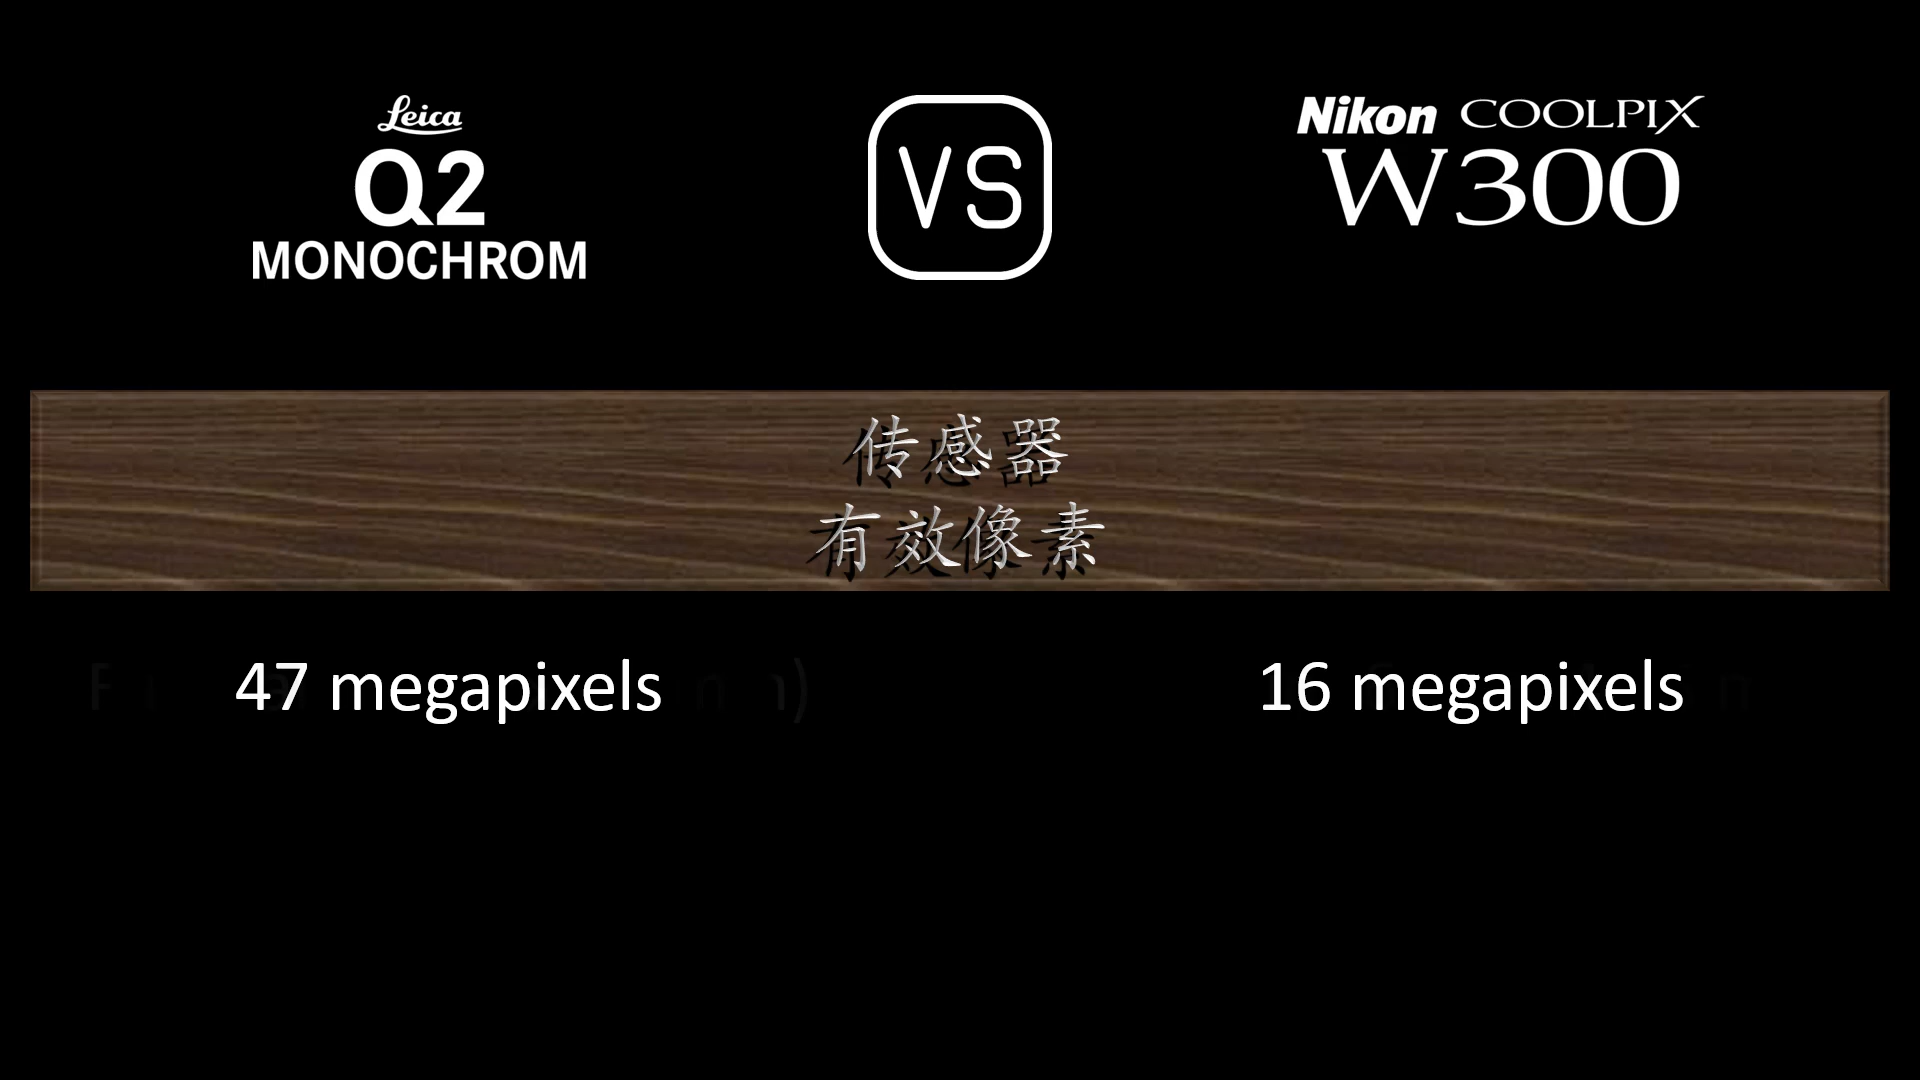 Leica
Q2
MONOCHROM
VS
Nikon COOLPIX
W300
传感器
有效像素
47 megapixels
16 megapixels